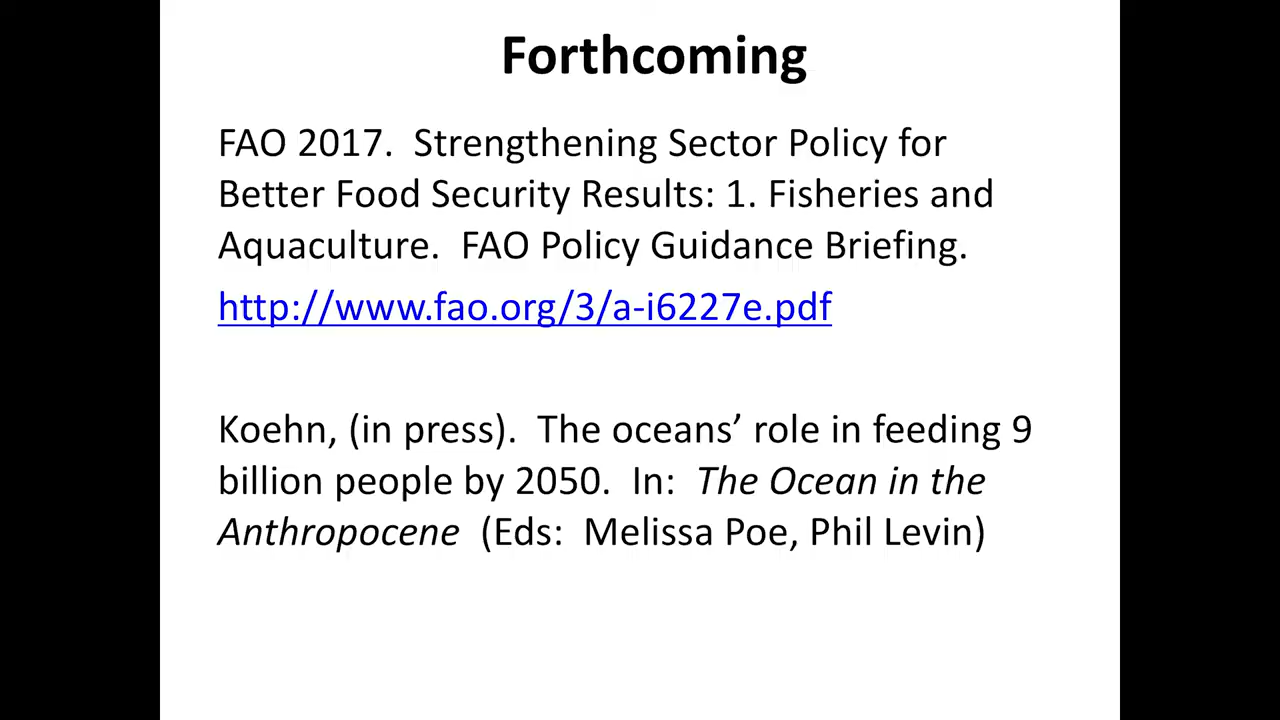 Forthcoming
FAO 2017.  Strengthening Sector Policy for
Better Food Security Results: 1. Fisheries and
Aquaculture.  FAO Policy Guidance Briefing.
http://www.fao.org/3/a-i6227e.pdf
Koehn, (in press).  The oceans’ role in feeding 9
billion people by 2050.  In:  The Ocean in the
Anthropocene  (Eds:  Melissa Poe, Phil Levin)